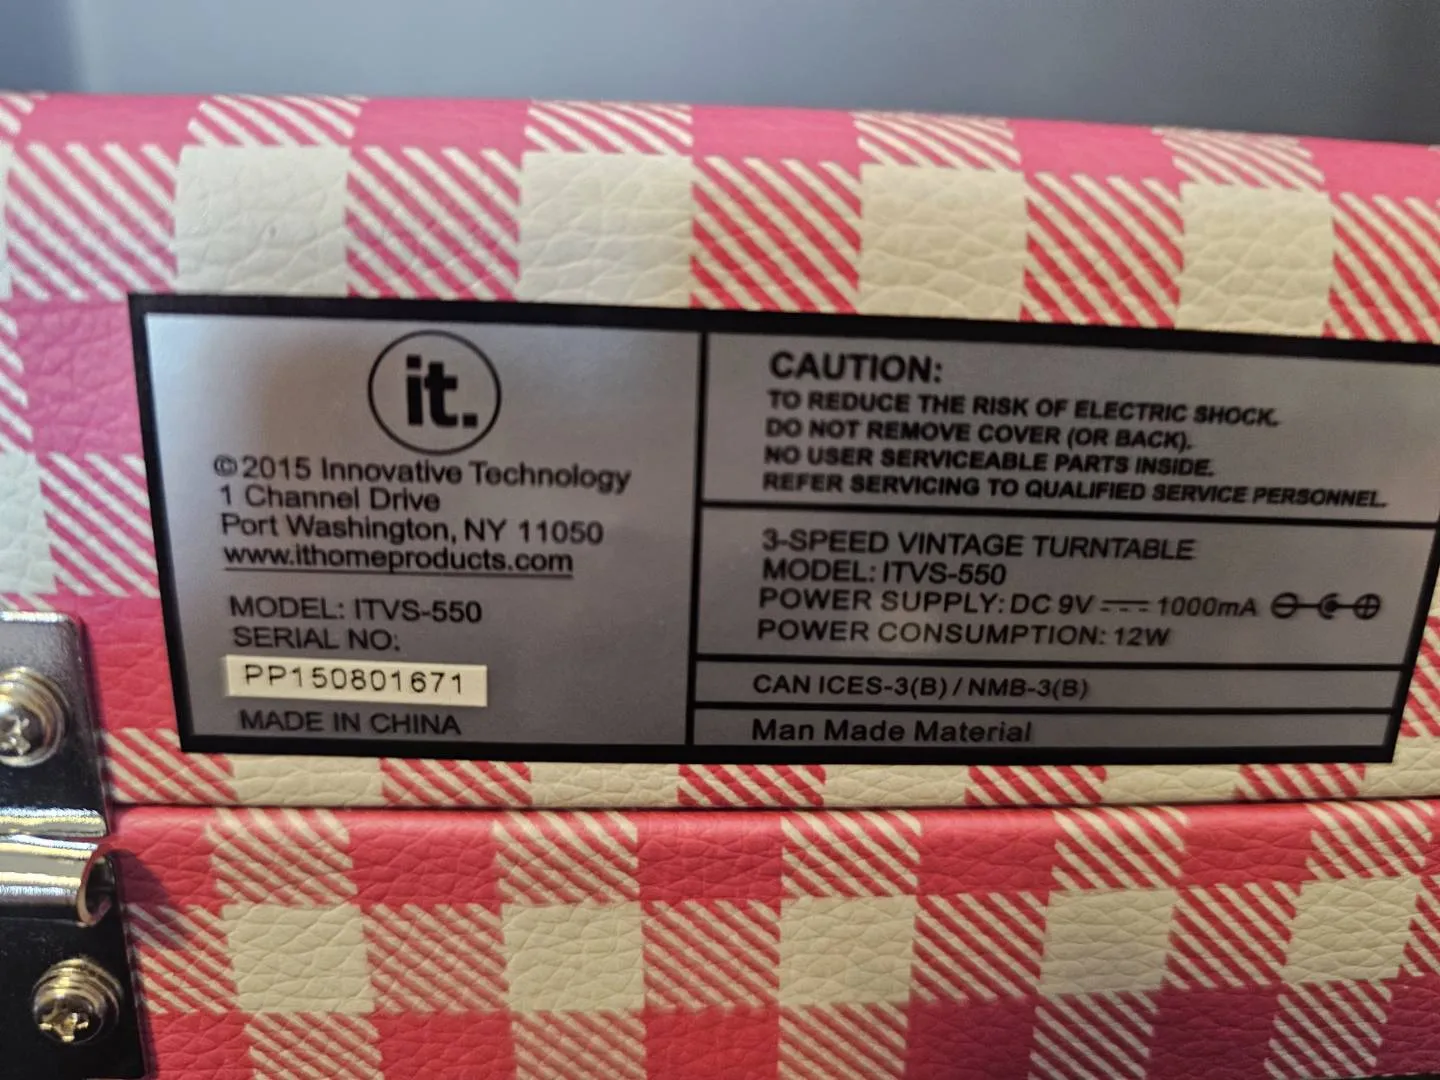 it.
©2015 Innovative Technology
1 Channel Drive
Port Washington, NY 11050
www.ithomeproducts.com
MODEL: ITVS-550
SERIAL NO:
PP150801671
MADE IN CHINA
CAUTION:
TO REDUCE THE RISK OF ELECTRIC SHOCK.
DO NOT REMOVE COVER (OR BACK).
NO USER SERVICEABLE PARTS INSIDE.
REFER SERVICING TO QUALIFIED SERVICE PERSONNEL.
3-SPEED VINTAGE TURNTABLE
MODEL: ITVS-550
POWER SUPPLY: DC 9V 1000mA
POWER CONSUMPTION: 12W
CAN ICES-3(B) / NMB-3(B)
Man Made Material